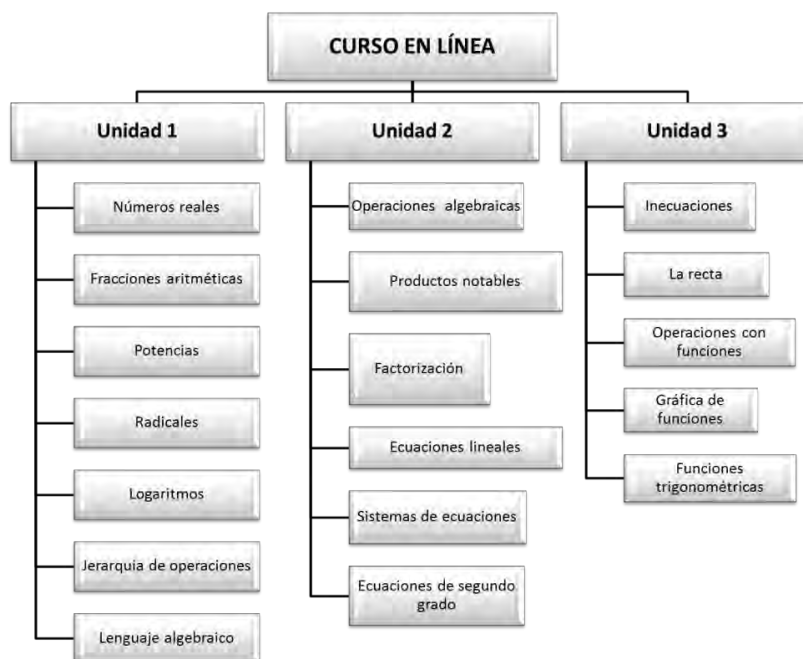 CURSO EN LÍNEA
Unidad 1
Números reales
Fracciones aritméticas
Potencias
Radicales
Logaritmos
Jerarquía de operaciones
Lenguaje algebraico
Unidad 2
Operaciones algebraicas
Productos notables
Factorización
Ecuaciones lineales
Sistemas de ecuaciones
Ecuaciones de segundo
grado
Unidad 3
Inecuaciones
La recta
Operaciones con
funciones
Gráfica de
funciones
Funciones
trigonométricas